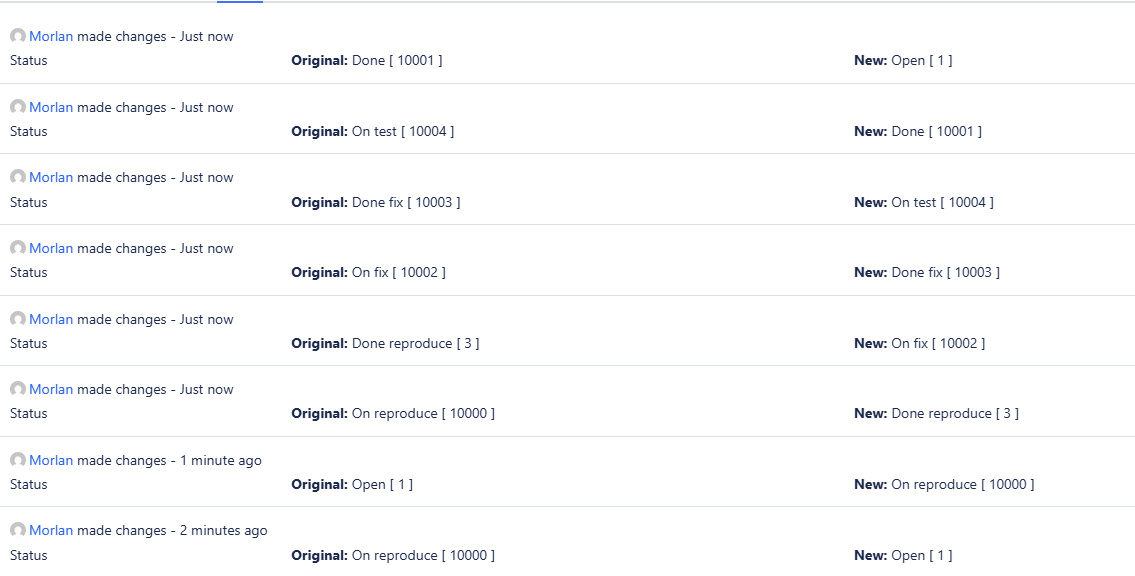 Morlan made changes - Just now
Status Original: Done [ 10001 ] New: Open [ 1 ]
Morlan made changes - Just now
Status Original: On test [ 10004 ] New: Done [ 10001 ]
Morlan made changes - Just now
Status Original: Done fix [ 10003 ] New: On test [ 10004 ]
Morlan made changes - Just now
Status Original: On fix [ 10002 ] New: Done fix [ 10003 ]
Morlan made changes - Just now
Status Original: Done reproduce [ 3 ] New: On fix [ 10002 ]
Morlan made changes - Just now
Status Original: On reproduce [ 10000 ] New: Done reproduce [ 3 ]
Morlan made changes - 1 minute ago
Status Original: Open [ 1 ] New: On reproduce [ 10000 ]
Morlan made changes - 2 minutes ago
Status Original: On reproduce [ 10000 ] New: Open [ 1 ]